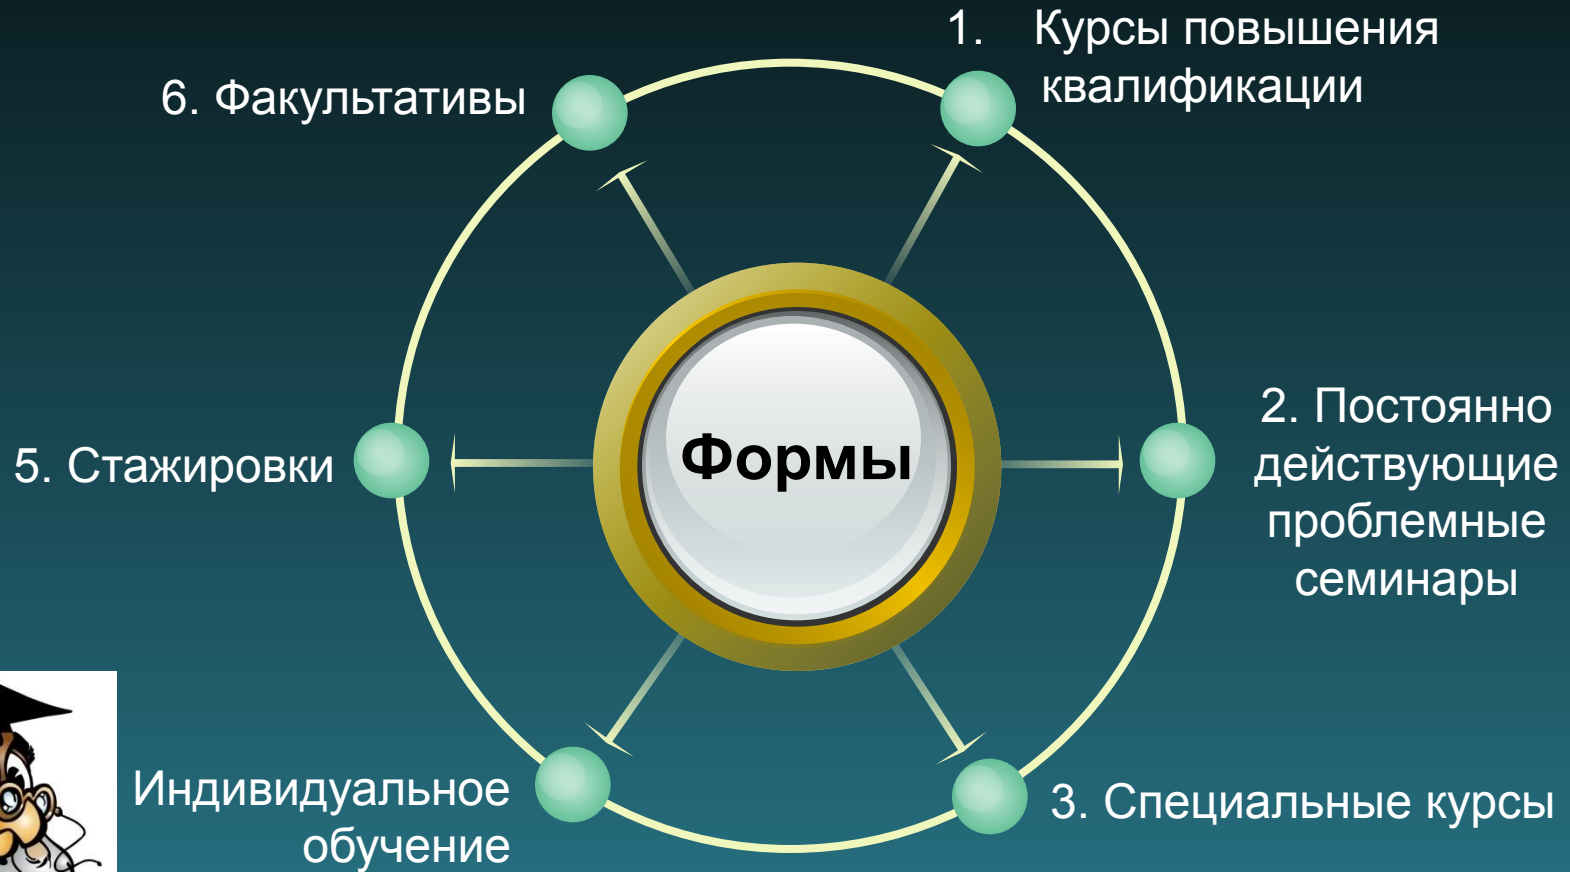 1. Курсы повышения
квалификации
6. Факультативы
Формы
2. Постоянно
действующие
проблемные
семинары
5. Стажировки
Индивидуальное
обучение
3. Специальные курсы